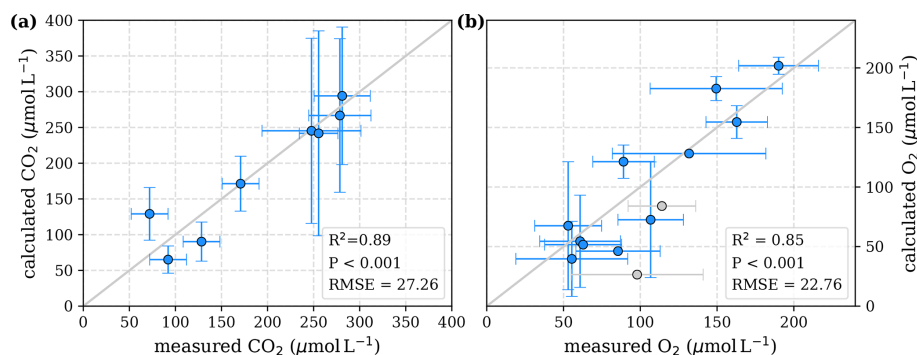 (a)
400
350
300
250
200
150
100
50
0
calculated CO₂ (μmol L⁻¹)
R²=0.89
P < 0.001
RMSE = 27.26
0 50 100 150 200 250 300 350 400
measured CO₂ (μmol L⁻¹)
(b)
R² = 0.85
P < 0.001
RMSE = 22.76
0 50 100 150 200
measured O₂ (μmol L⁻¹)
200
150
100
50
0
calculated O₂ (μmol L⁻¹)